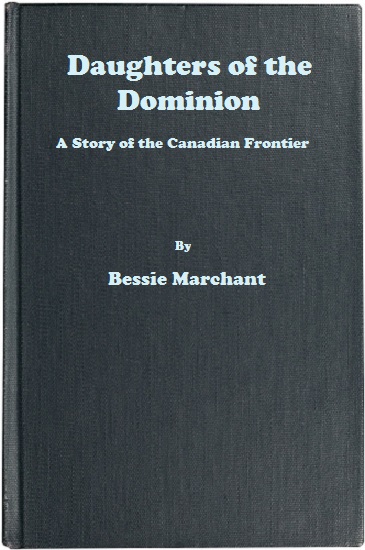 Daughters of the
Dominion
A Story of the Canadian Frontier
By
Bessie Marchant